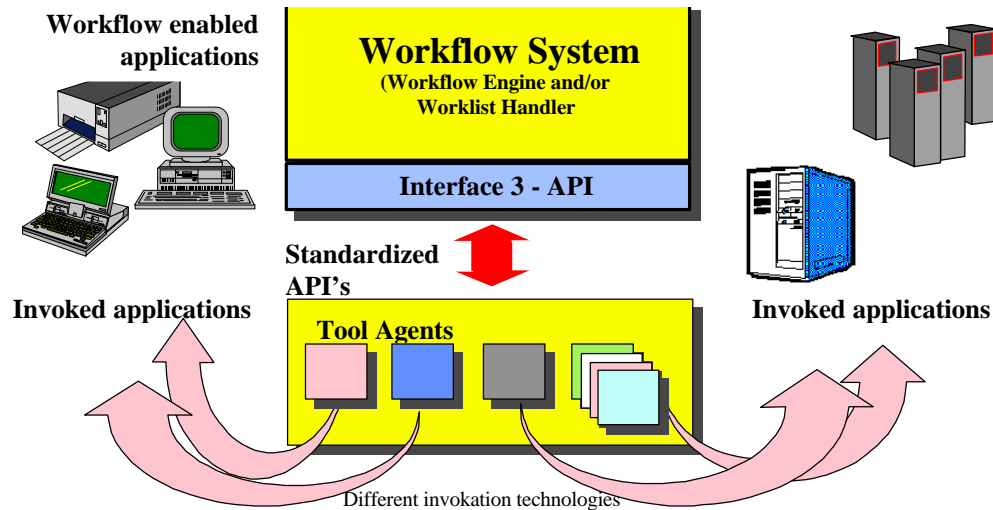 Workflow enabled
applications
Workflow System
(Workflow Engine and/or
Worklist Handler
Interface 3 - API
Standardized
API's
Invoked applications
Invoked applications
Tool Agents
Different invokation technologies